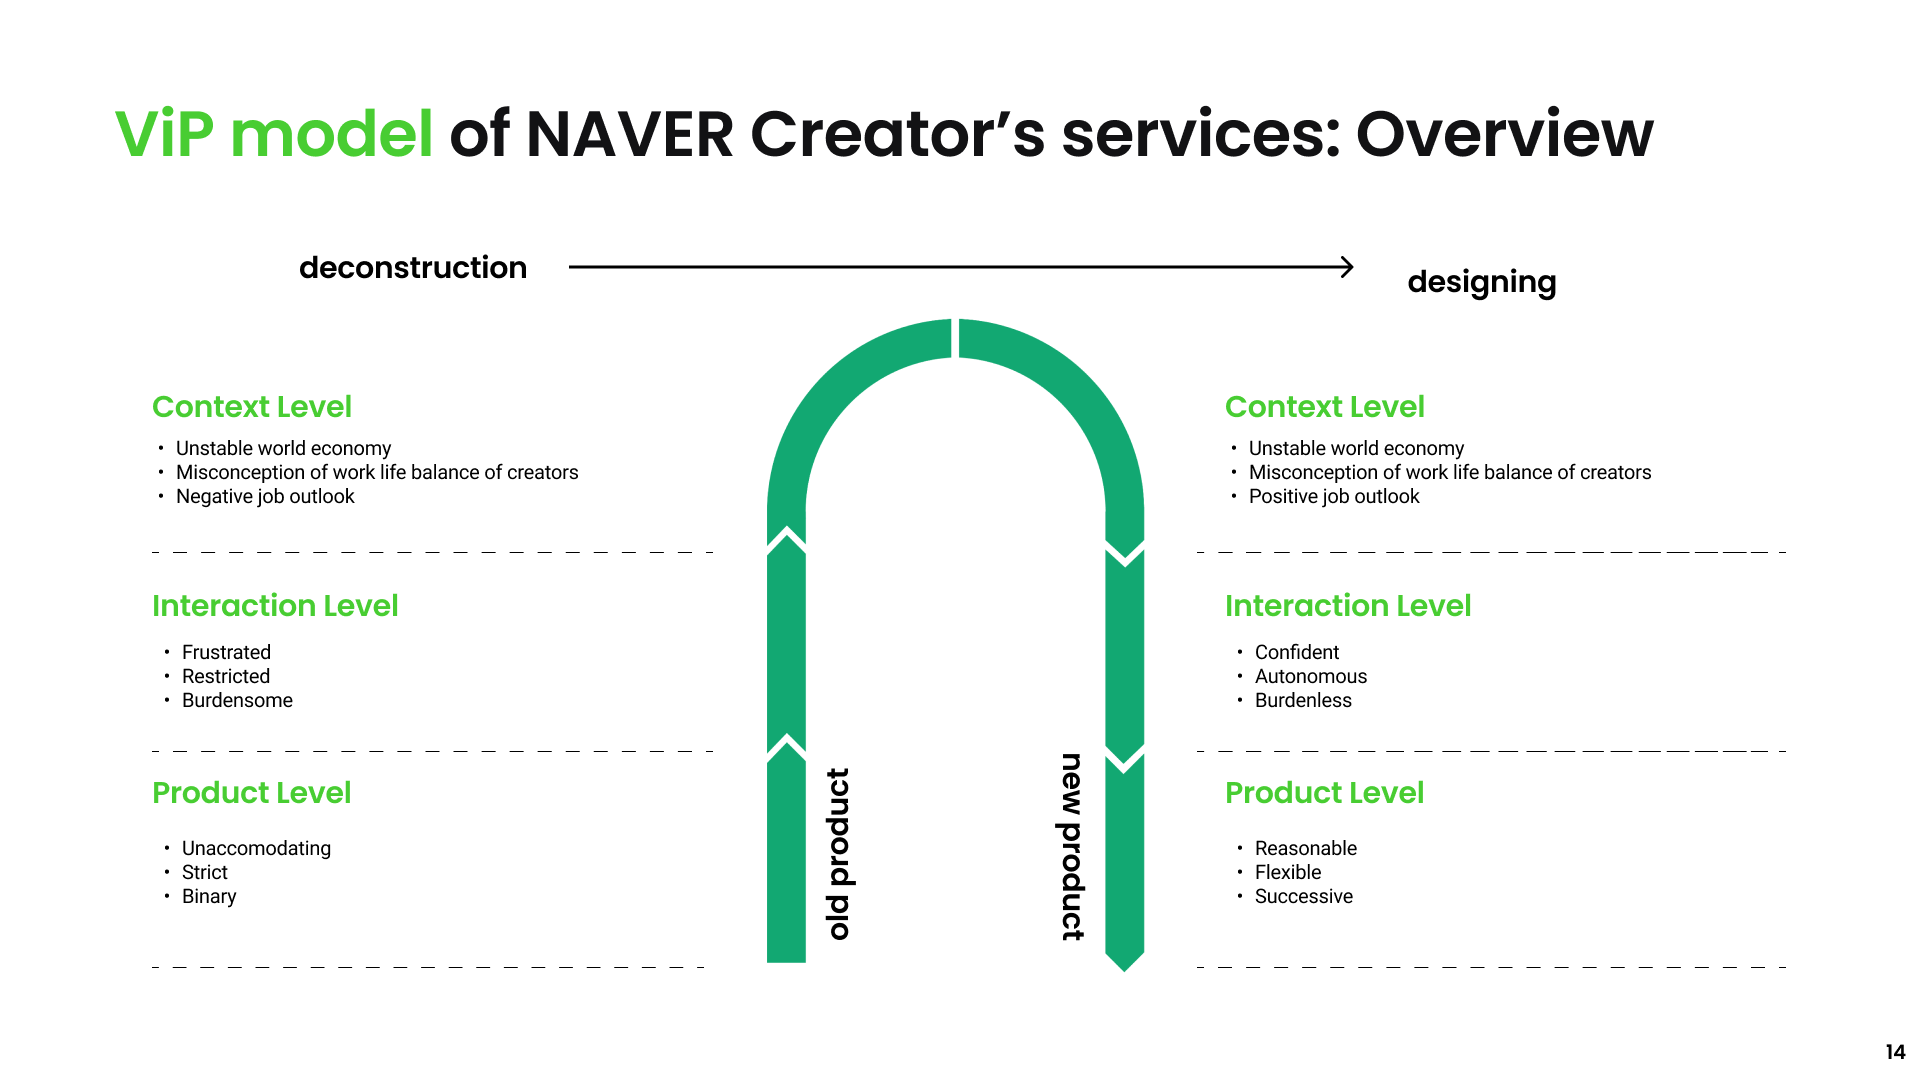 ViP model of NAVER Creator’s services: Overview
deconstruction
designing
Context Level
• Unstable world economy
• Misconception of work life balance of creators
• Negative job outlook
Interaction Level
• Frustrated
• Restricted
• Burdensome
Product Level
• Unaccomodating
• Strict
• Binary
old product
new product
Context Level
• Unstable world economy
• Misconception of work life balance of creators
• Positive job outlook
Interaction Level
• Confident
• Autonomous
• Burdenless
Product Level
• Reasonable
• Flexible
• Successive
14